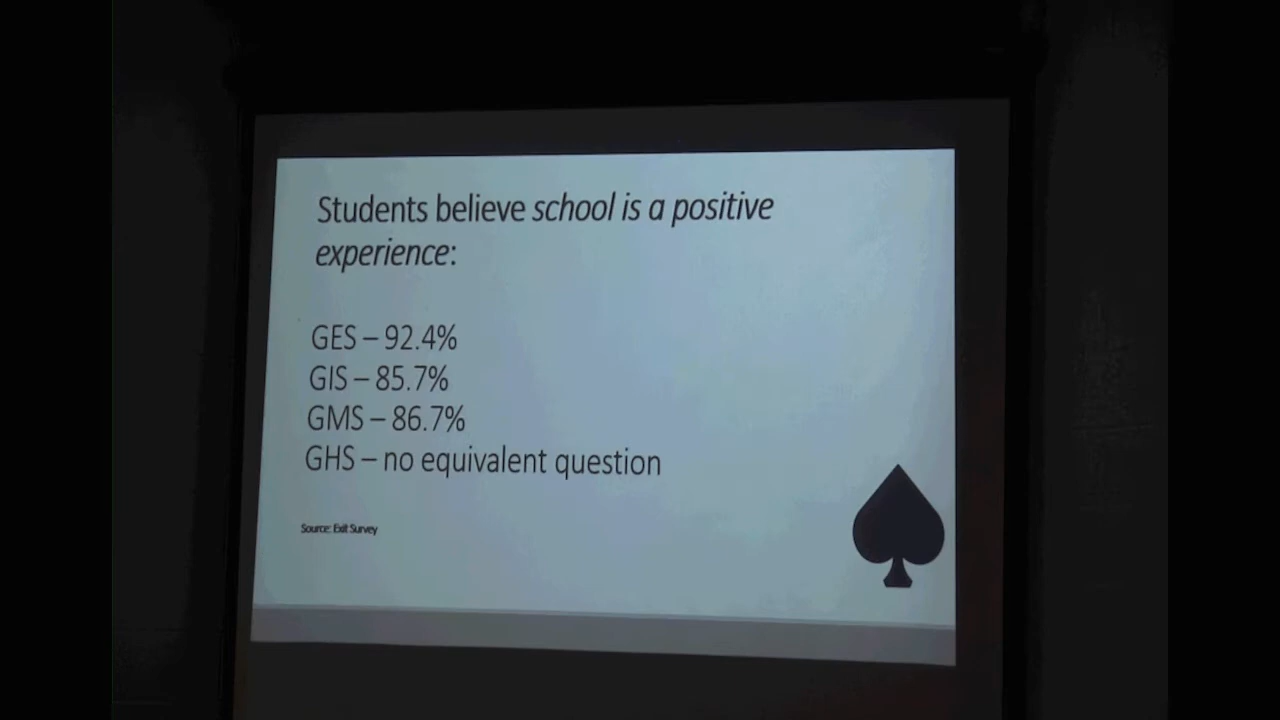 Students believe school is a positive
experience:
GES – 92.4%
GIS – 85.7%
GMS – 86.7%
GHS – no equivalent question
Source: Exit Survey